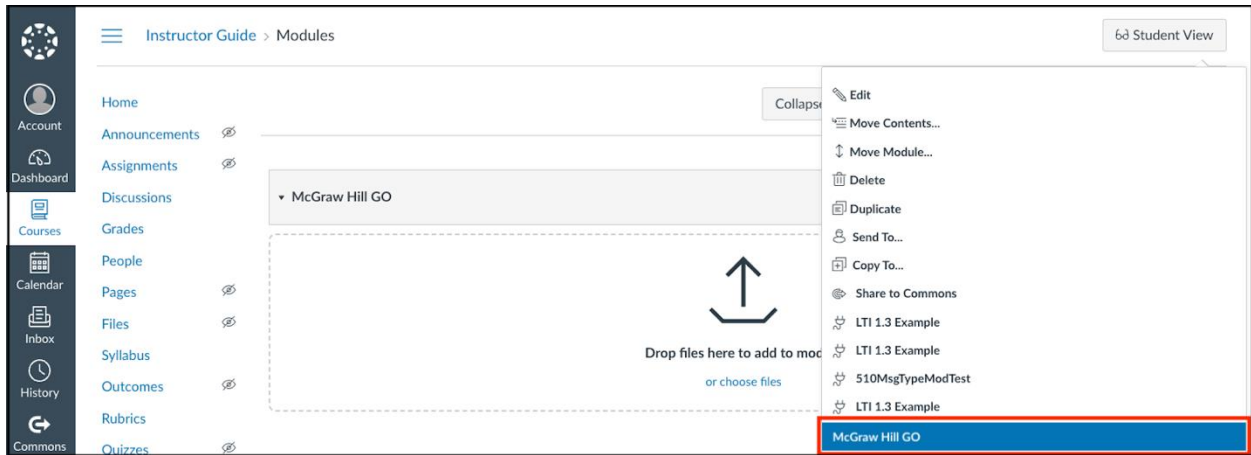 Instructor Guide > Modules
Student View
Account
Dashboard
Courses
Calendar
Inbox
History
Commons
Home
Announcements
Assignments
Discussions
Grades
People
Pages
Files
Syllabus
Outcomes
Rubrics
Quizzes
McGraw Hill GO
Drop files here to add to
or choose files
Edit
Move Contents...
Move Module...
Delete
Duplicate
Send To...
Copy To...
Share to Commons
LTI 1.3 Example
LTI 1.3 Example
510MsgTypeModTest
LTI 1.3 Example
McGraw Hill GO